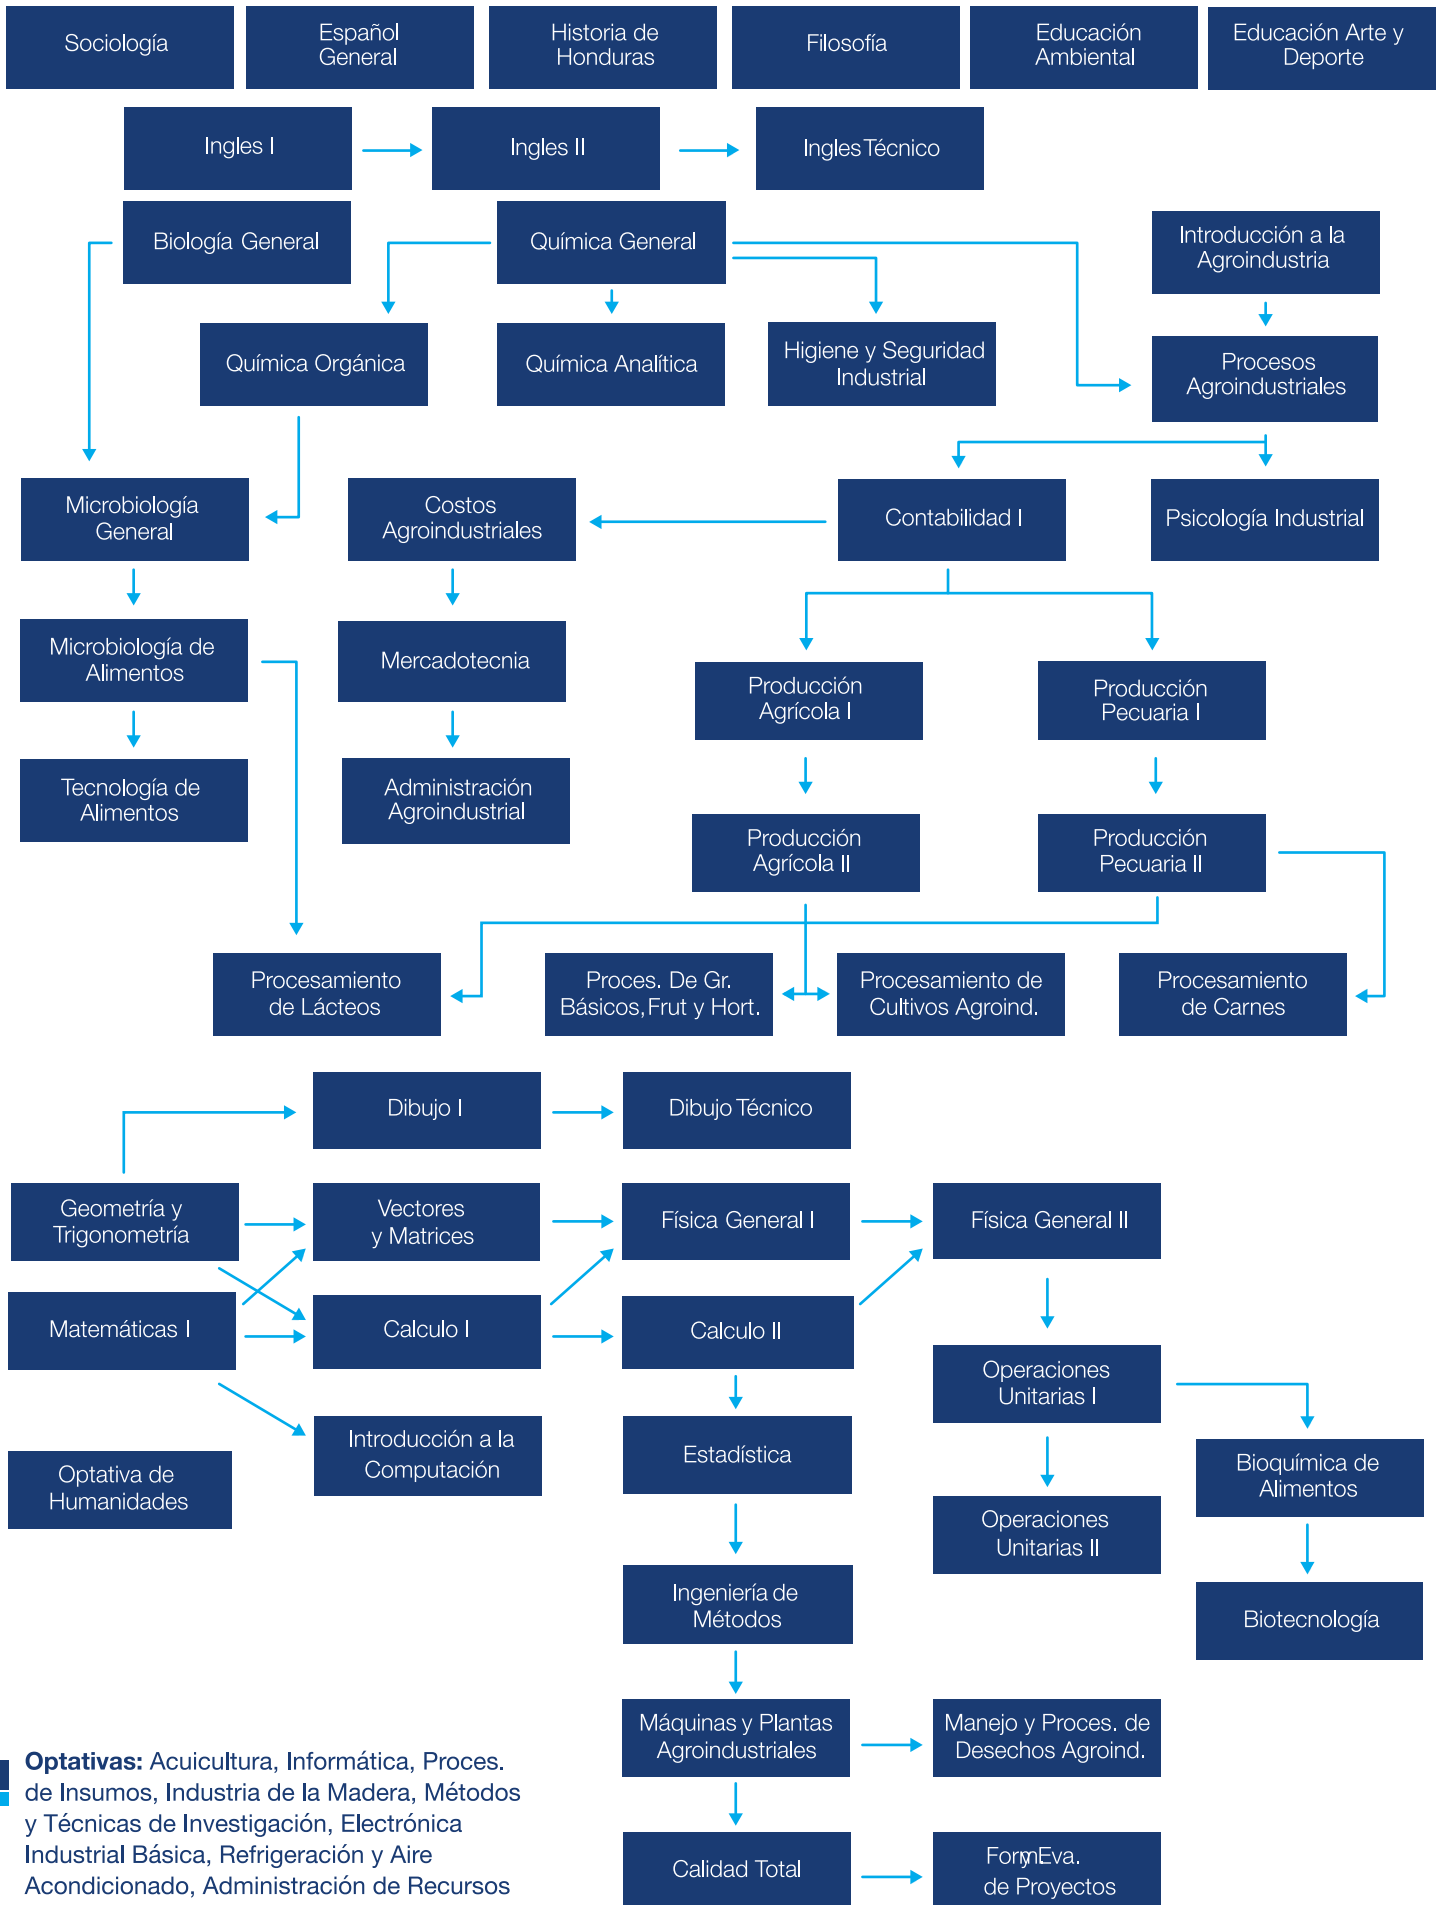 Sociología
Español
General
Historia de
Honduras
Filosofía
Educación
Ambiental
Educación Arte y
Deporte
Ingles I
Ingles II
Ingles Técnico
Biología General
Química General
Introducción a la
Agroindustria
Química Orgánica
Química Analítica
Higiene y Seguridad
Industrial
Procesos
Agroindustriales
Microbiología
General
Costos
Agroindustriales
Contabilidad I
Psicología Industrial
Microbiología de
Alimentos
Mercadotecnia
Producción
Agrícola I
Producción
Pecuaria I
Tecnología de
Alimentos
Administración
Agroindustrial
Producción
Agrícola II
Producción
Pecuaria II
Procesamiento
de Lácteos
Proces. De Gr.
Básicos, Frut y Hort.
Procesamiento de
Cultivos Agroind.
Procesamiento
de Carnes
Dibujo I
Dibujo Técnico
Geometría y
Trigonometría
Vectores
y Matrices
Física General I
Física General II
Matemáticas I
Calculo I
Calculo II
Operaciones
Unitarias I
Introducción a la
Computación
Estadística
Bioquímica de
Alimentos
Optativa de
Humanidades
Operaciones
Unitarias II
Ingeniería de
Métodos
Biotecnología
Máquinas y Plantas
Agroindustriales
Manejo y Proces. de
Desechos Agroind.
Optativas: Acuicultura, Informática, Proces.
de Insumos, Industria de la Madera, Métodos
y Técnicas de Investigación, Electrónica
Industrial Básica, Refrigeración y Aire
Acondicionado, Administración de Recursos
Calidad Total
Form. y Eva.
de Proyectos